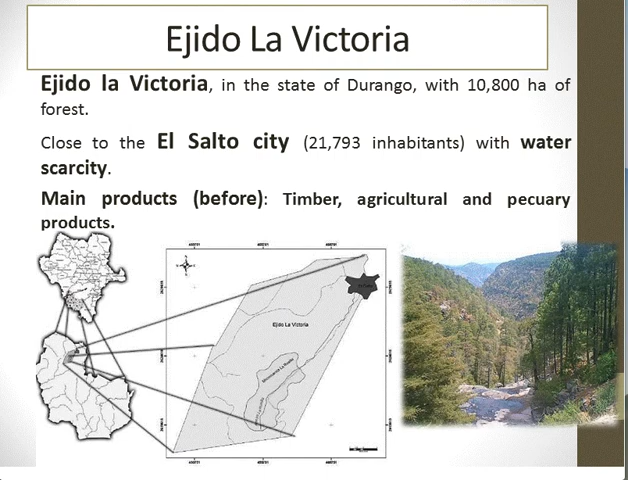 Ejido La Victoria
Ejido la Victoria, in the state of Durango, with 10,800 ha of
forest.
Close to the El Salto city (21,793 inhabitants) with water
scarcity.
Main products (before): Timber, agricultural and pecuary
products.
Ejido La Victoria